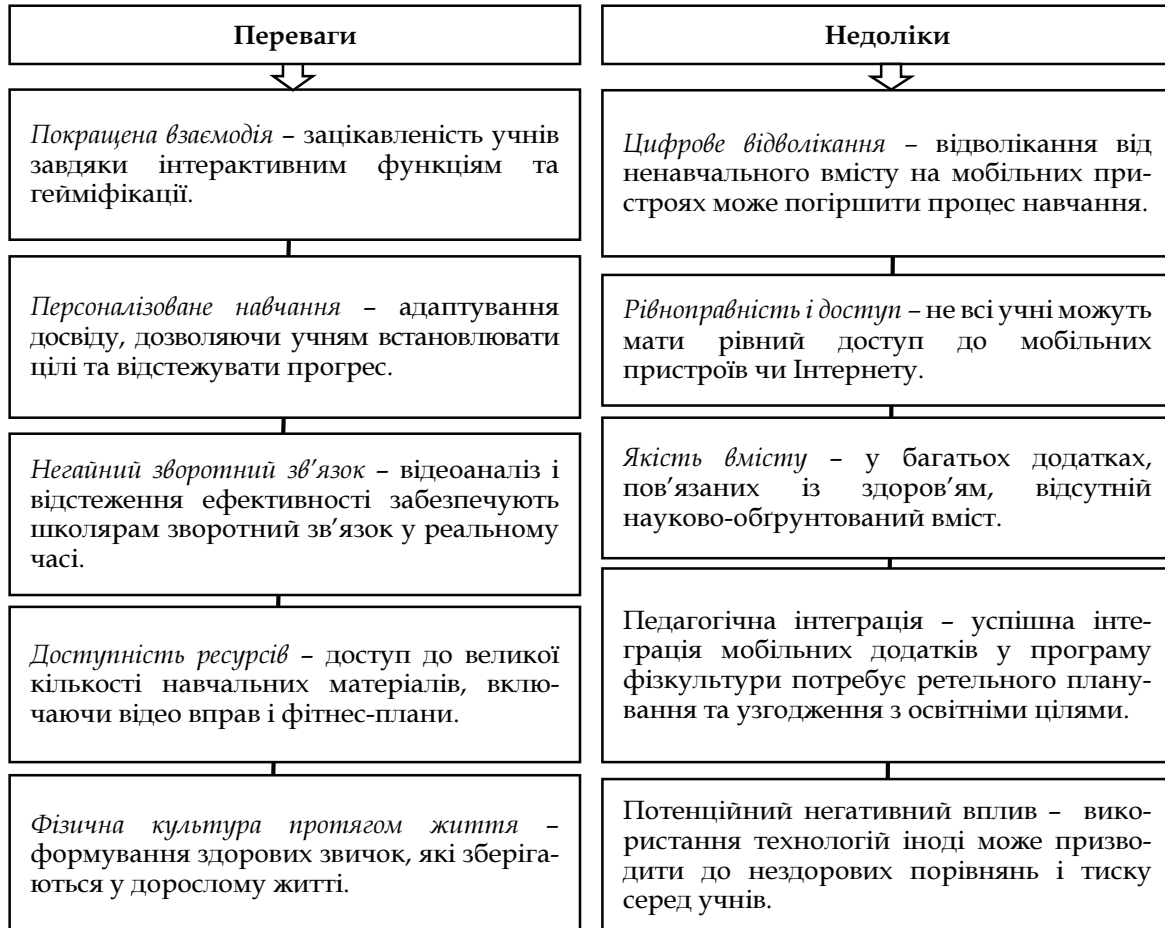 Переваги
Покращена взаємодія – зацікавленість учнів
завдяки інтерактивним функціям та
гейміфікації.
Персоналізоване навчання – адаптування
досвіду, дозволяючи учням встановлювати
цілі та відстежувати прогрес.
Негайний зворотний зв’язок – відеоаналіз і
відстеження ефективності забезпечують
школярам зворотний зв’язок у реальному
часі.
Доступність ресурсів – доступ до великої
кількості навчальних матеріалів, вклю-
чаючи відео вправ і фітнес-плани.
Фізична культура протягом життя –
формування здорових звичок, які зберіга-
ються у дорослому житті.
Недоліки
Цифрове відволікання – відволікання від
ненавчального вмісту на мобільних при-
строях може погіршити процес навчання.
Рівноправність і доступ – не всі учні можуть
мати рівний доступ до мобільних
пристроїв чи Інтернету.
Якість вмісту – у багатьох додатках,
пов’язаних із здоров’ям, відсутній
науково-обґрунтований вміст.
Педагогічна інтеграція – успішна інте-
грація мобільних додатків у програму
фізкультури потребує ретельного плану-
вання та узгодження з освітніми цілями.
Потенційний негативний вплив – вико-
ристання технологій іноді може призво-
дити до нездорових порівнянь і тиску
серед учнів.